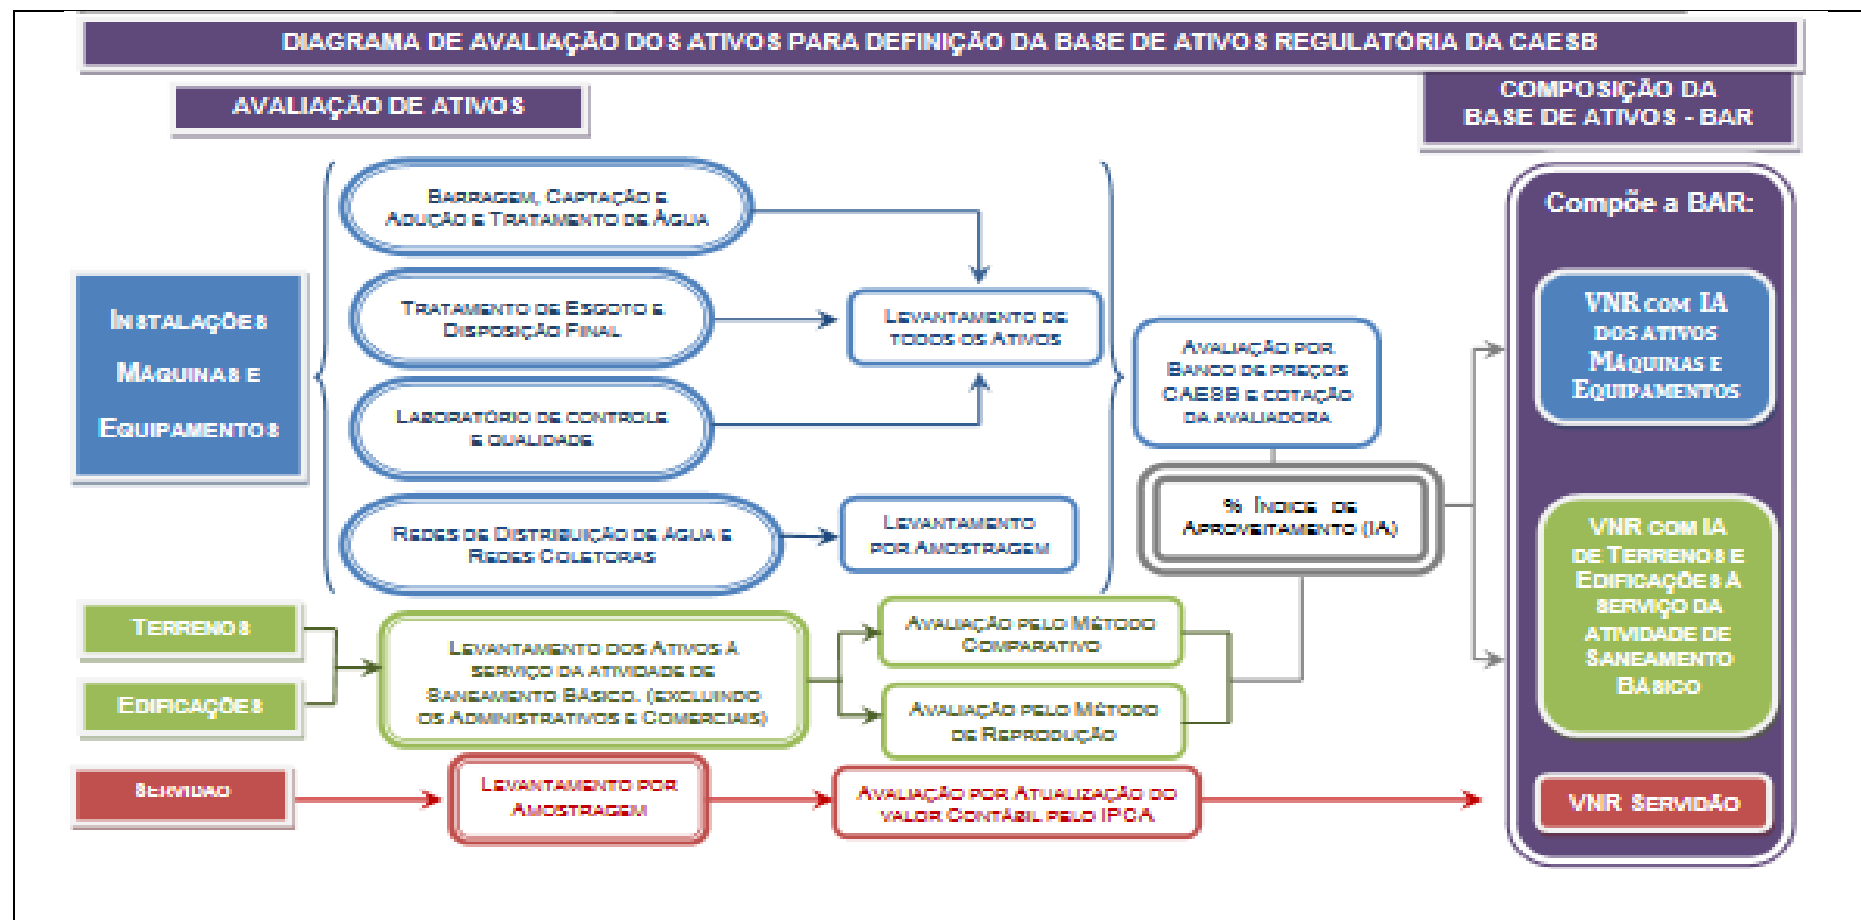 DIAGRAMA DE AVALIAÇÃO DOS ATIVOS PARA DEFINIÇÃO DA BASE DE ATIVOS REGULATÓRIA DA CAESB
AVALIAÇÃO DE ATIVOS
COMPOSIÇÃO DA
BASE DE ATIVOS - BAR
INSTALAÇÕES
MÁQUINAS E
EQUIPAMENTOS
BARRAGEM, CAPTAÇÃO E
ADUÇÃO E TRATAMENTO DE ÁGUA
TRATAMENTO DE ESGOTO E
DISPOSIÇÃO FINAL
LABORATÓRIO DE CONTROLE
E QUALIDADE
REDES DE DISTRIBUIÇÃO DE ÁGUA E
REDES COLETORAS
LEVANTAMENTO DE
TODOS OS ATIVOS
LEVANTAMENTO
POR AMOSTRAGEM
AVALIAÇÃO POR
BANCO DE PREÇOIS
CAESB E COTAÇÃO
DA AVALIADORA
% ÍNDICE DE
APROVEITAMENTO (IA)
TERRENOS
EDIFICAÇÕES
LEVANTAMENTO DOS ATIVOS À
SERVIÇO DA ATIVIDADE DE
SANEAMENTO BÁSICO. (EXCLUINDO
OS ADMINISTRATIVOS E COMERCIAIS)
AVALIAÇÃO PELO MÉTODO
COMPARATIVO
AVALIAÇÃO PELO MÉTODO
DE REPRODUÇÃO
SERVIDÃO
LEVANTAMENTO POR
AMOSTRAGEM
AVALIAÇÃO POR ATUALIZAÇÃO DO
VALOR CONTÁBIL PELO IPCA
Compõe a BAR:
VNR COM IA
DOS ATIVOS
MÁQUINAS E
EQUIPAMENTOS
VNR COM IA
DE TERRENOS E
EDIFICAÇÕES À
SERVIÇO DA
ATIVIDADE DE
SANEAMENTO
BÁSICO
VNR SERVIDÃO